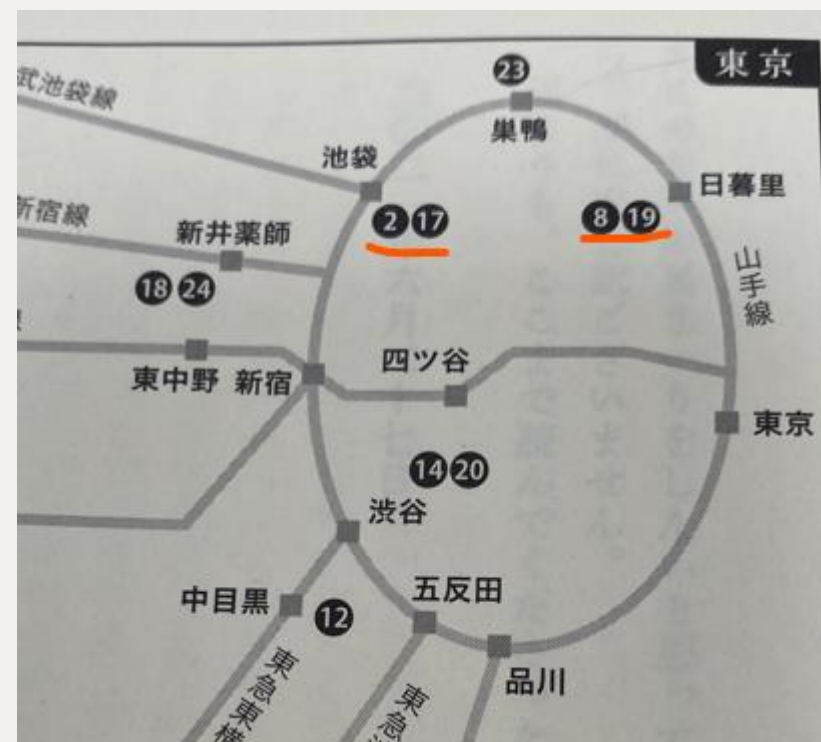 東京
23
巣鴨
武池袋線
池袋
日暮里
2 17
8 19
新宿線
新井薬師
山手線
18 24
四ツ谷
東中野
新宿
東京
14 20
渋谷
中目黒
12
五反田
品川
東急東横
東急